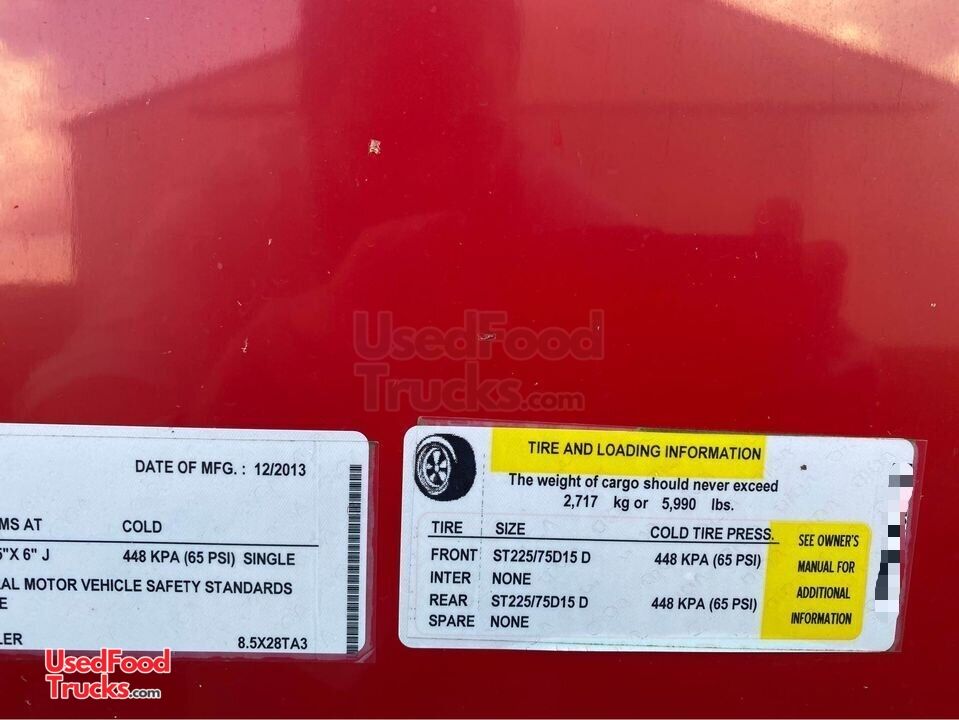 UsedFood
Trucks.com
DATE OF MFG. : 12/2013
MS AT COLD
5"X 6" J 448 KPA (65 PSI) SINGLE
AL MOTOR VEHICLE SAFETY STANDARDS
E
LER 8.5X28TA3
TIRE AND LOADING INFORMATION
The weight of cargo should never exceed
2,717 kg or 5,990 lbs.
TIRE SIZE COLD TIRE PRESS.
FRONT ST225/75D15 D 448 KPA (65 PSI)
INTER NONE
REAR ST225/75D15 D 448 KPA (65 PSI)
SPARE NONE
SEE OWNER'S
MANUAL FOR
ADDITIONAL
INFORMATION
UsedFood
Trucks.com